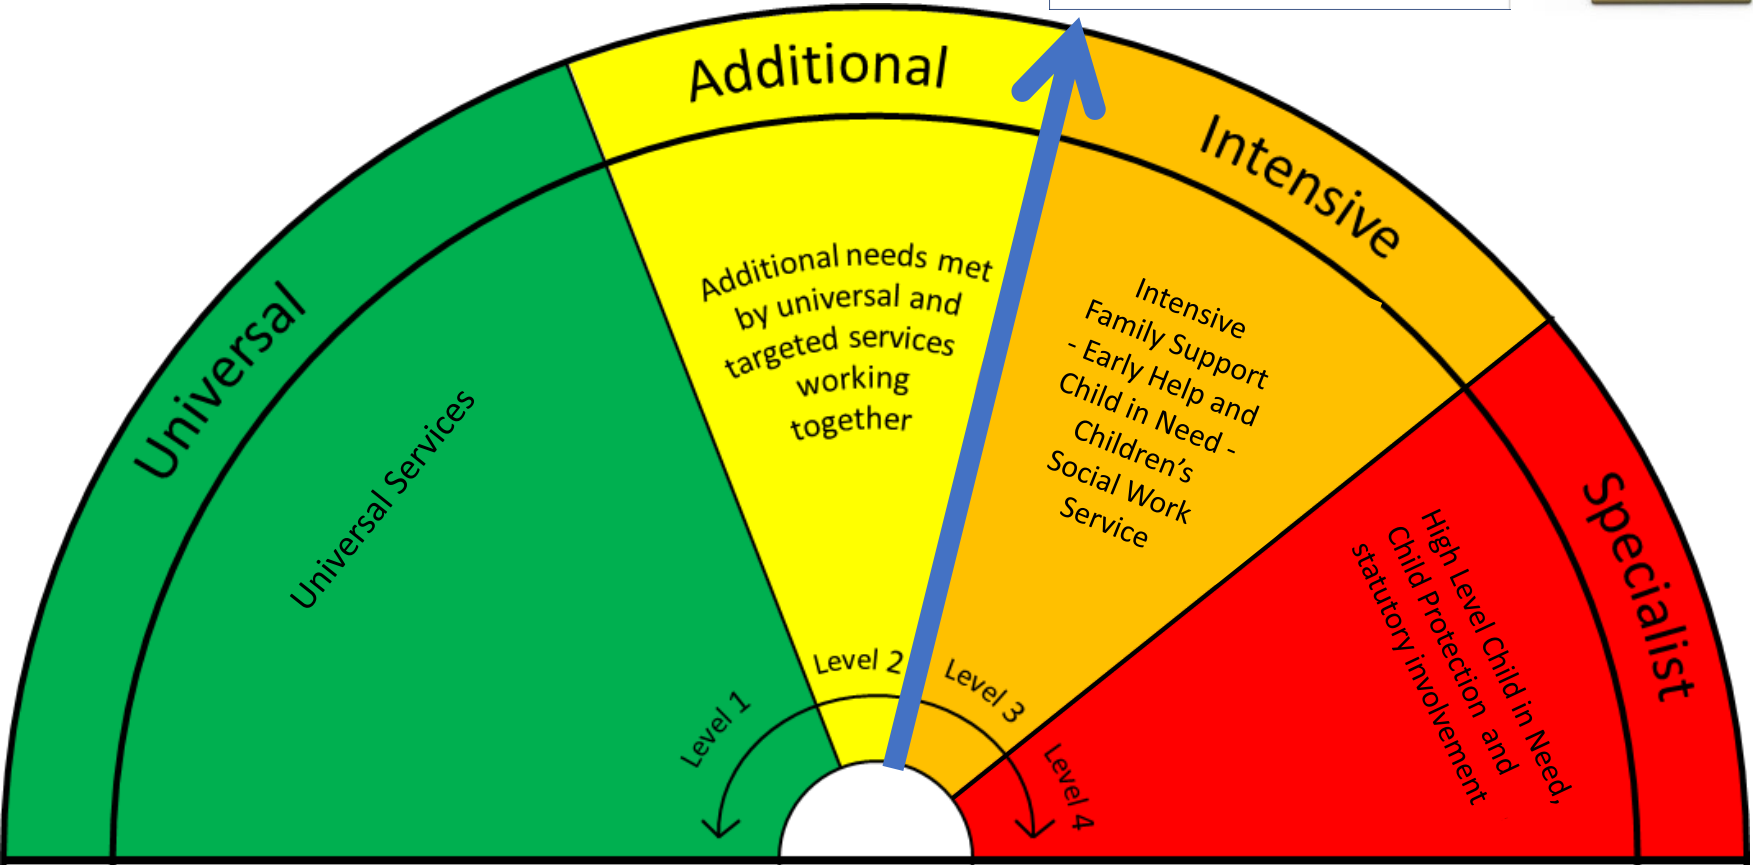 Universal
Universal Services
Level 1
Additional
Additional needs met
by universal and
targeted services
working
together
Level 2
Intensive
Intensive
Family Support
- Early Help and
Child in Need -
Children’s
Social Work
Service
Level 3
Specialist
High Level Child in Need,
Child Protection and
statutory involvement
Level 4